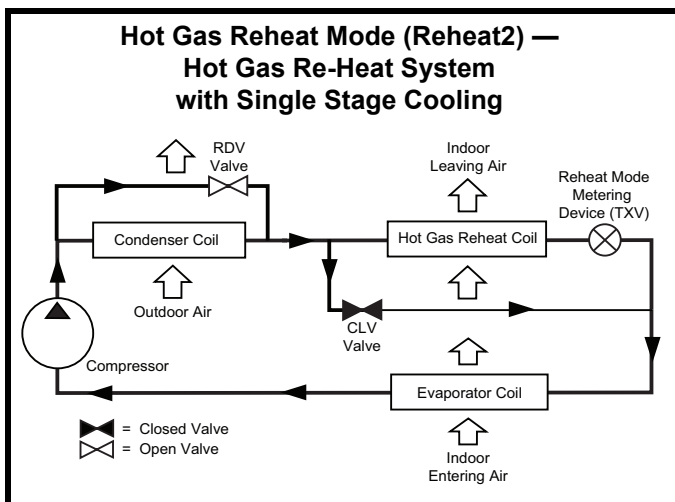 Hot Gas Reheat Mode (Reheat2) —
Hot Gas Re-Heat System
with Single Stage Cooling
RDV
Valve
Indoor
Leaving Air
Reheat Mode
Metering
Device (TXV)
Condenser Coil
Hot Gas Reheat Coil
Outdoor Air
CLV
Valve
Compressor
Evaporator Coil
= Closed Valve
= Open Valve
Indoor
Entering Air